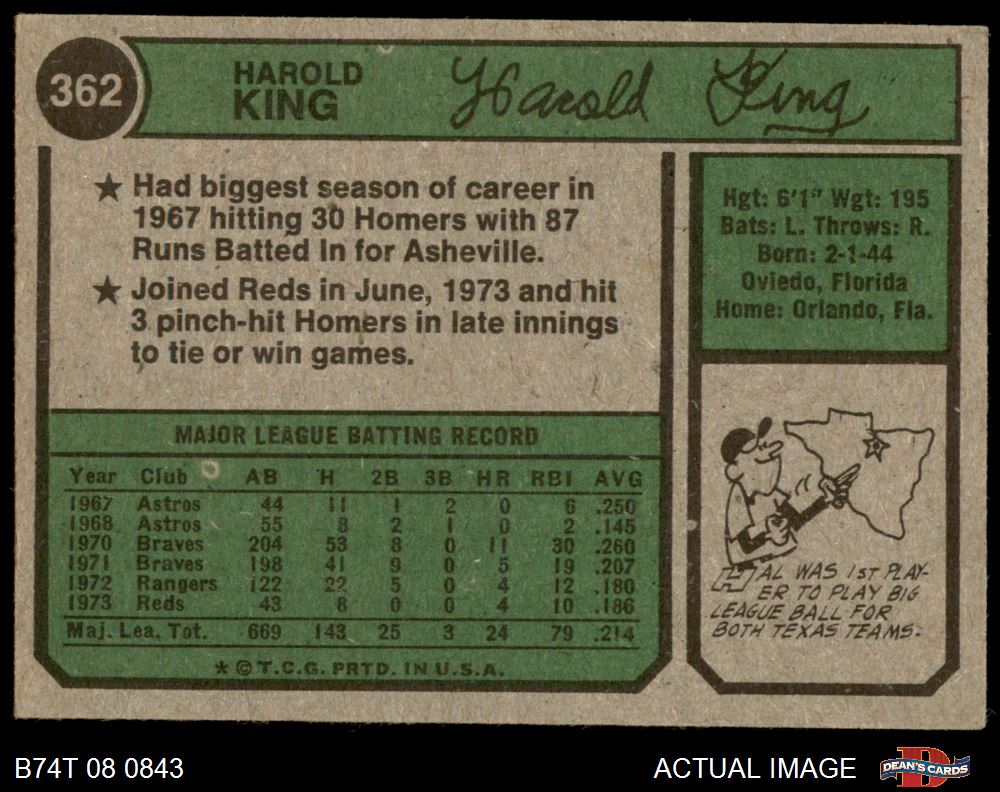 362
HAROLD
KING
Harold King
★ Had biggest season of career in
1967 hitting 30 Homers with 87
Runs Batted In for Asheville.
★ Joined Reds in June, 1973 and hit
3 pinch-hit Homers in late innings
to tie or win games.
Hgt: 6'1" Wgt: 195
Bats: L. Throws: R.
Born: 2-1-44
Oviedo, Florida
Home: Orlando, Fla.
MAJOR LEAGUE BATTING RECORD
Year Club AB H 2B 3B HR RBI AVG
1967 Astros 44 11 1 2 0 6 .250
1968 Astros 55 8 2 1 0 2 .145
1970 Braves 204 53 8 0 11 30 .260
1971 Braves 198 41 9 0 5 19 .207
1972 Rangers 122 22 5 0 4 12 .180
1973 Reds 43 8 0 0 4 10 .186
Maj. Lea. Tot. 669 143 25 3 24 79 .214
★ © T.C.G. PRTD. IN U.S.A.
HAL WAS 1ST PLAY-
ER TO PLAY BIG
LEAGUE BALL FOR
BOTH TEXAS TEAMS.
B74T 08 0843
ACTUAL IMAGE
D
DEAN'S CARDS